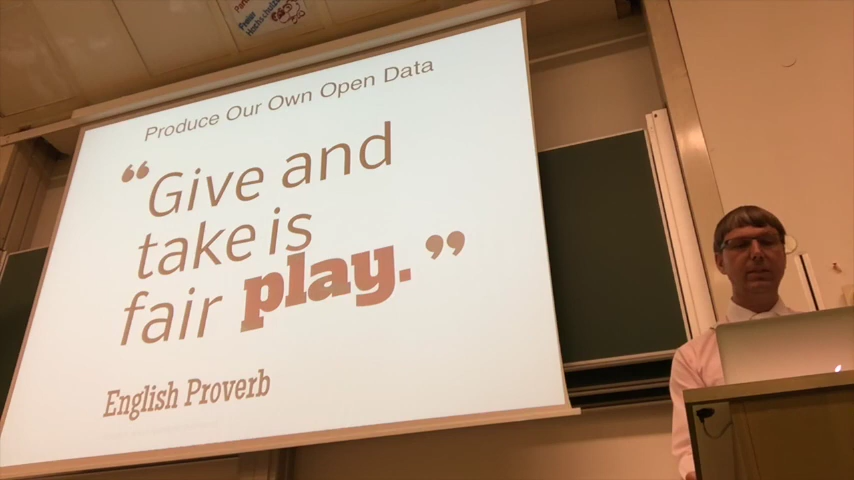 Produce Our Own Open Data
“Give and
take is
fair play.”
English Proverb